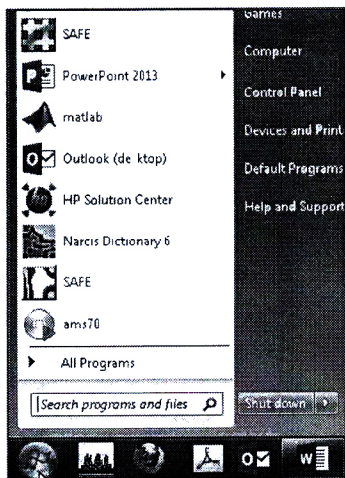 SAFE
PowerPoint 2013
matlab
Outlook (de ktop)
HP Solution Center
Narcis Dictionary 6
SAFE
ams70
All Programs
Search programs and files
Games
Computer
Control Panel
Devices and Print
Default Programs
Help and Support
Shut down